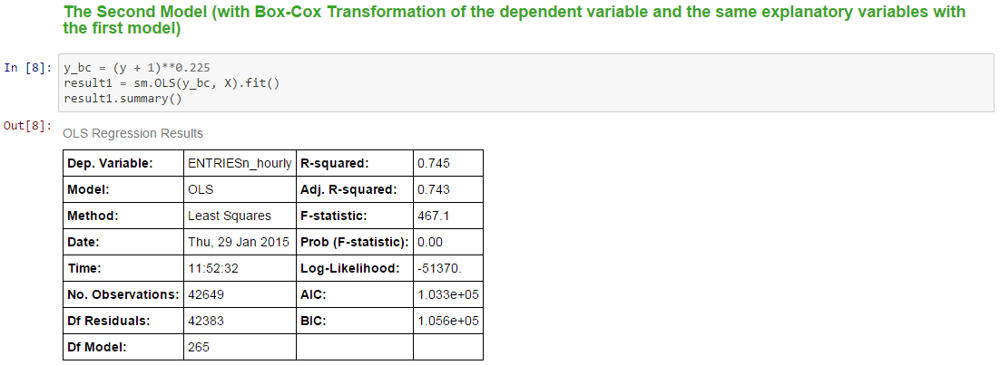 The Second Model (with Box-Cox Transformation of the dependent variable and the same explanatory variables with
the first model)
In [8]: y_bc = (y + 1)**0.225
result1 = sm.OLS(y_bc, X).fit()
result1.summary()
Out[8]:
OLS Regression Results
Dep. Variable: ENTRIESn_hourly R-squared: 0.745
Model: OLS Adj. R-squared: 0.743
Method: Least Squares F-statistic: 467.1
Date: Thu, 29 Jan 2015 Prob (F-statistic): 0.00
Time: 11:52:32 Log-Likelihood: -51370.
No. Observations: 42649 AIC: 1.033e+05
Df Residuals: 42383 BIC: 1.056e+05
Df Model: 265